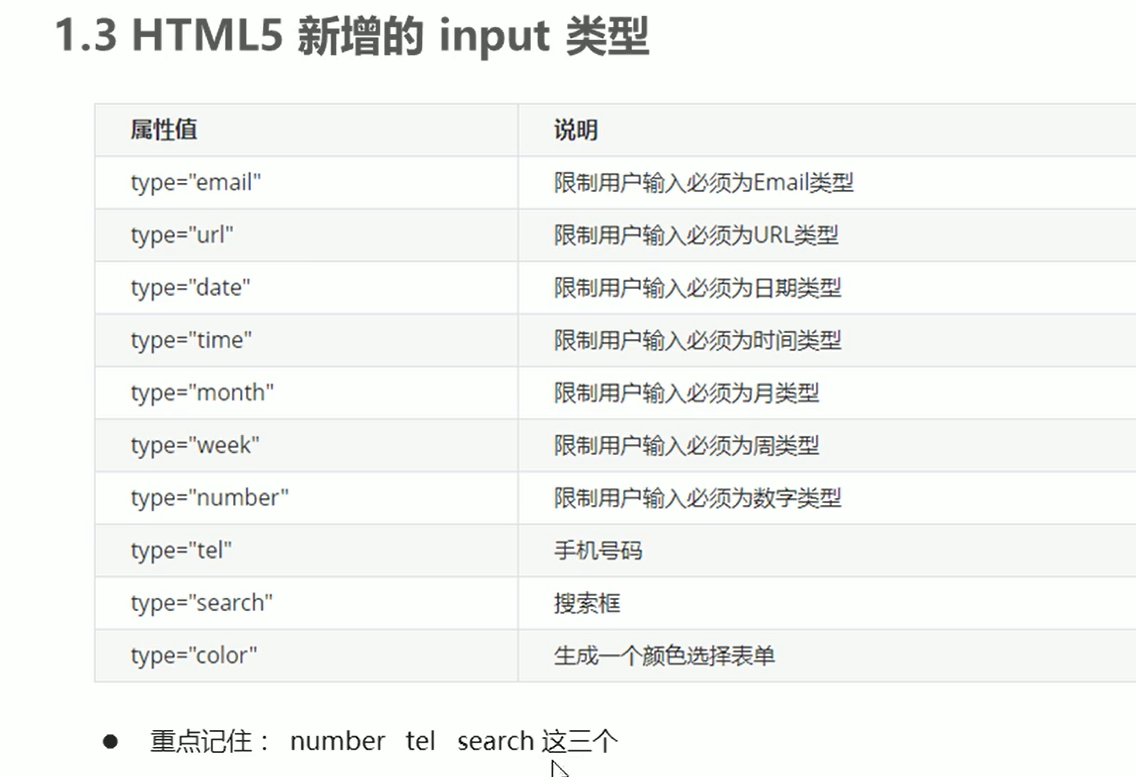 1.3 HTML5 新增的 input 类型
属性值 说明
type="email" 限制用户输入必须为Email类型
type="url" 限制用户输入必须为URL类型
type="date" 限制用户输入必须为日期类型
type="time" 限制用户输入必须为时间类型
type="month" 限制用户输入必须为月类型
type="week" 限制用户输入必须为周类型
type="number" 限制用户输入必须为数字类型
type="tel" 手机号码
type="search" 搜索框
type="color" 生成一个颜色选择表单
● 重点记住： number tel search 这三个